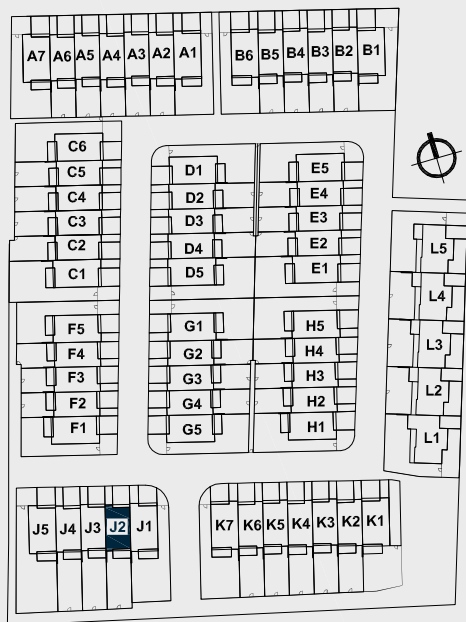 A7 A6 A5 A4 A3 A2 A1
B6 B5 B4 B3 B2 B1
C6
C5
C4
C3
C2
C1
D1
D2
D3
D4
D5
E5
E4
E3
E2
E1
L5
L4
L3
L2
L1
F5
F4
F3
F2
F1
G1
G2
G3
G4
G5
H5
H4
H3
H2
H1
J5 J4 J3 J2 J1
K7 K6 K5 K4 K3 K2 K1